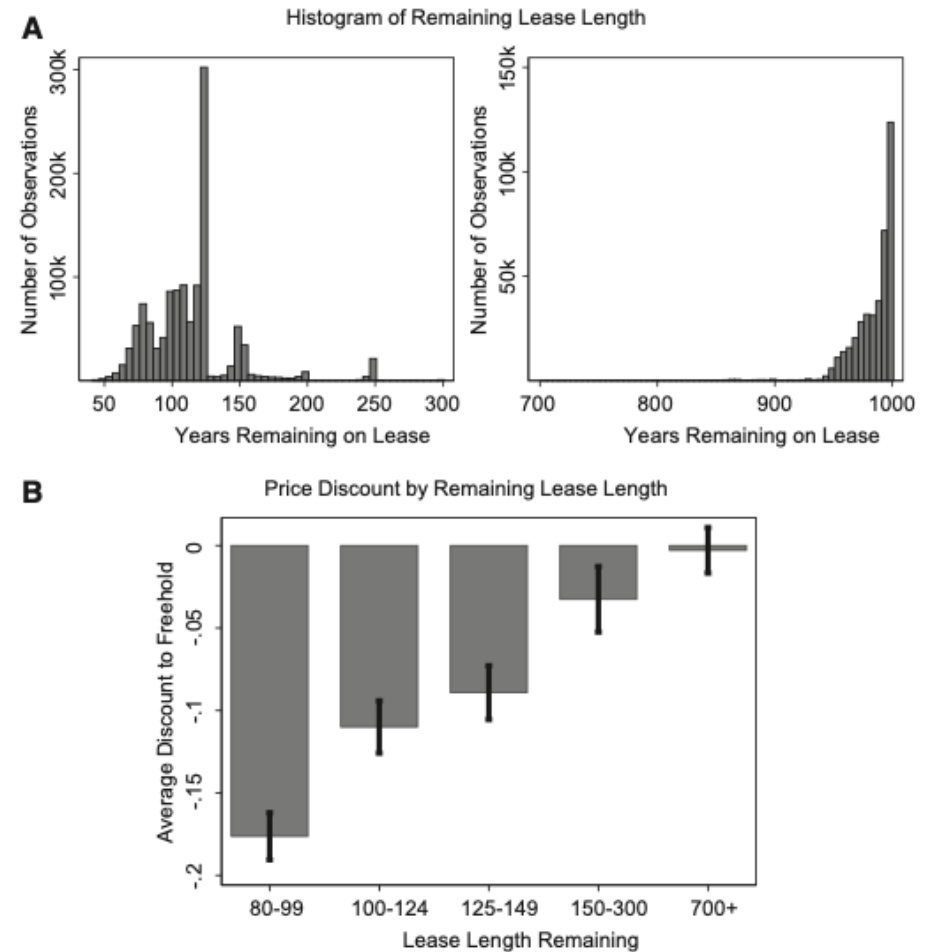 A
Histogram of Remaining Lease Length
Number of Observations
300k
200k
100k
50 100 150 200 250 300
Years Remaining on Lease
Number of Observations
150k
100k
50k
700 800 900 1000
Years Remaining on Lease
B
Price Discount by Remaining Lease Length
Average Discount to Freehold
0
-.05
-.1
-.15
-.2
80-99 100-124 125-149 150-300 700+
Lease Length Remaining